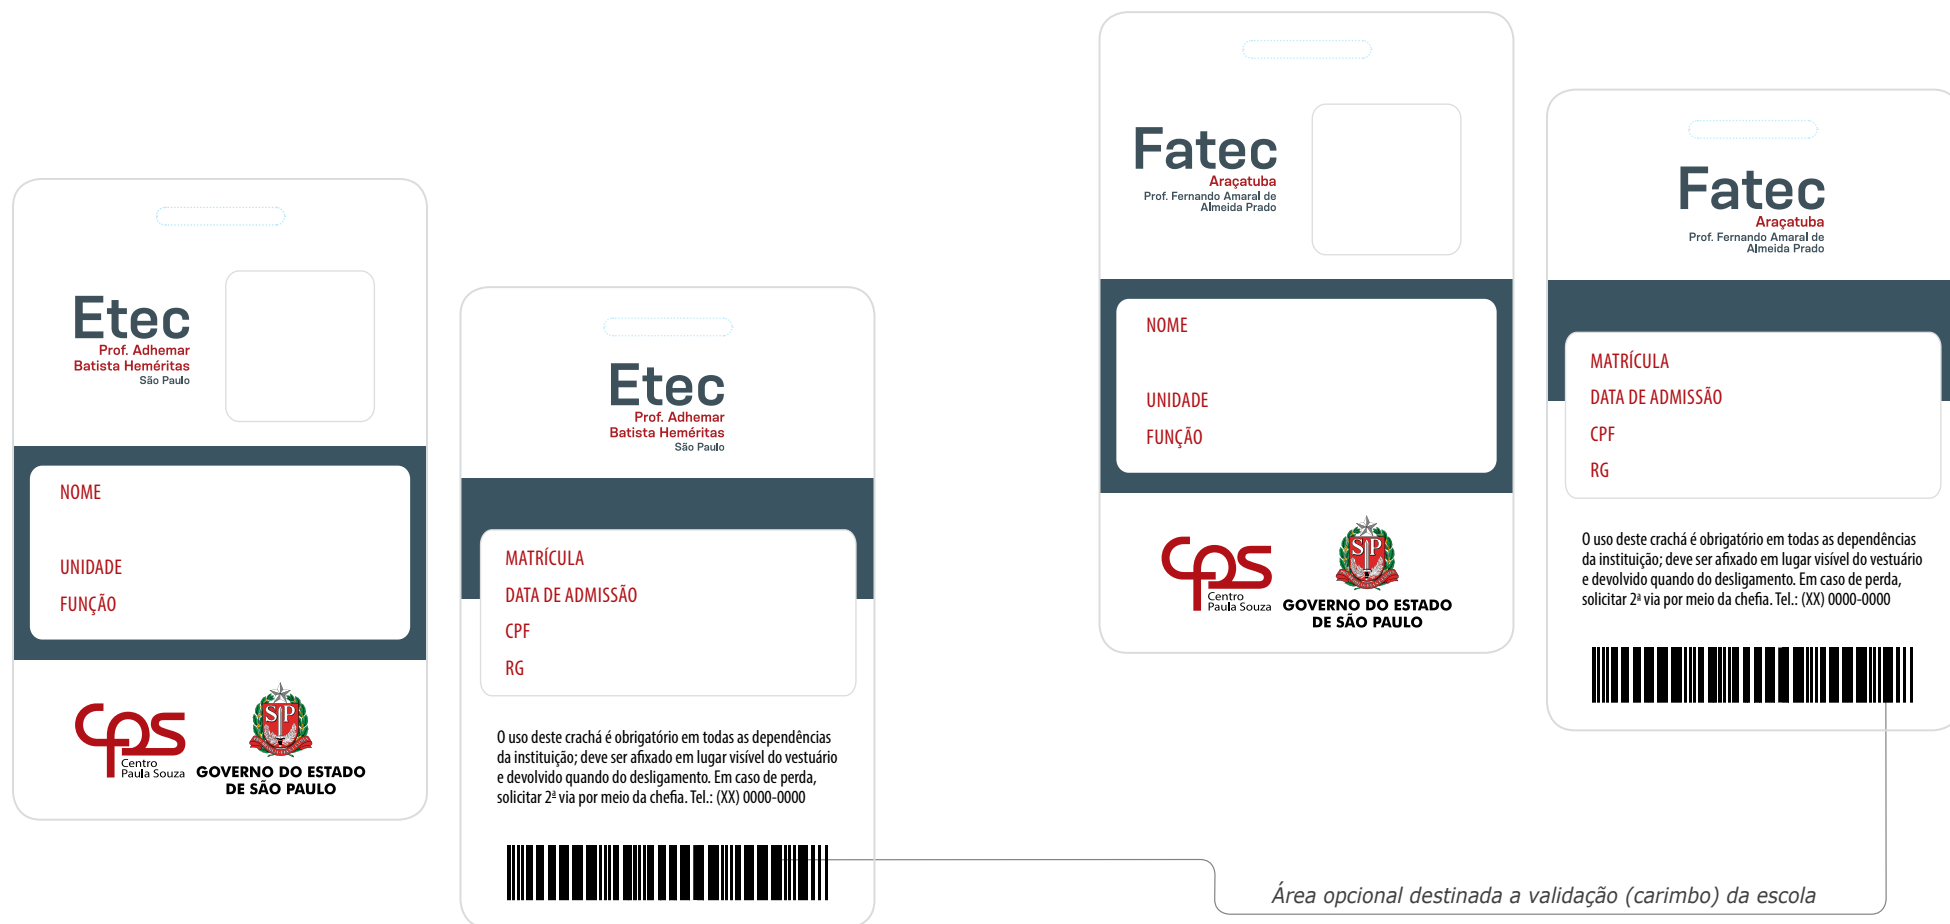 Etec
Prof. Adhemar
Batista Heméritas
São Paulo
NOME
UNIDADE
FUNÇÃO
cps
Centro
Paula Souza
SP
GOVERNO DO ESTADO
DE SÃO PAULO
Etec
Prof. Adhemar
Batista Heméritas
São Paulo
MATRÍCULA
DATA DE ADMISSÃO
CPF
RG
O uso deste crachá é obrigatório em todas as dependências
da instituição; deve ser afixado em lugar visível do vestuário
e devolvido quando do desligamento. Em caso de perda,
solicitar 2ª via por meio da chefia. Tel.: (XX) 0000-0000
Fatec
Araçatuba
Prof. Fernando Amaral de
Almeida Prado
NOME
UNIDADE
FUNÇÃO
cps
Centro
Paula Souza
SP
GOVERNO DO ESTADO
DE SÃO PAULO
Fatec
Araçatuba
Prof. Fernando Amaral de
Almeida Prado
MATRÍCULA
DATA DE ADMISSÃO
CPF
RG
O uso deste crachá é obrigatório em todas as dependências
da instituição; deve ser afixado em lugar visível do vestuário
e devolvido quando do desligamento. Em caso de perda,
solicitar 2ª via por meio da chefia. Tel.: (XX) 0000-0000
Área opcional destinada a validação (carimbo) da escola